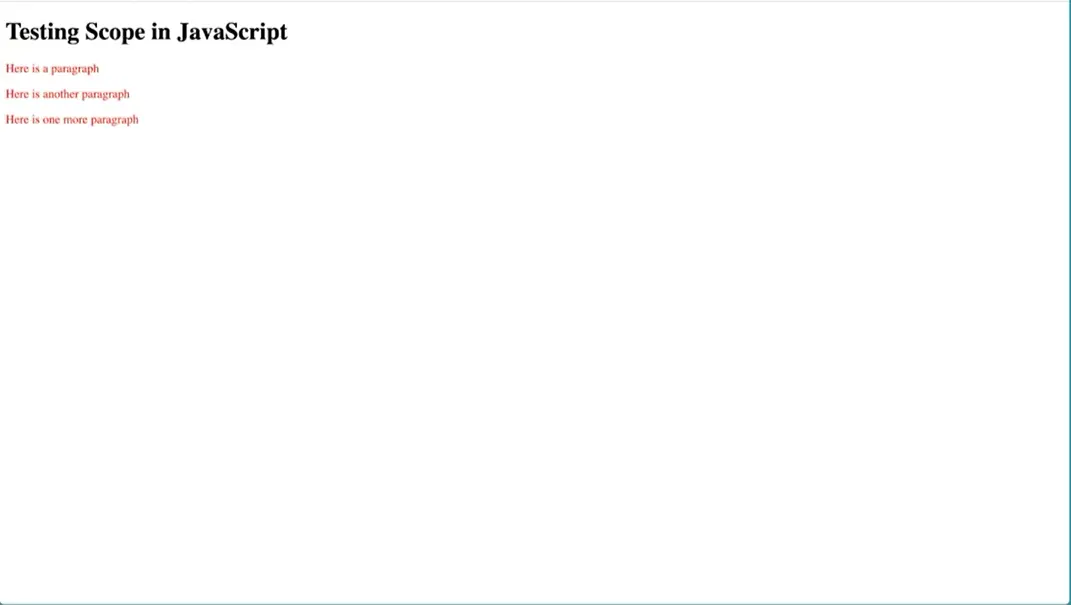 Testing Scope in JavaScript
Here is a paragraph
Here is another paragraph
Here is one more paragraph